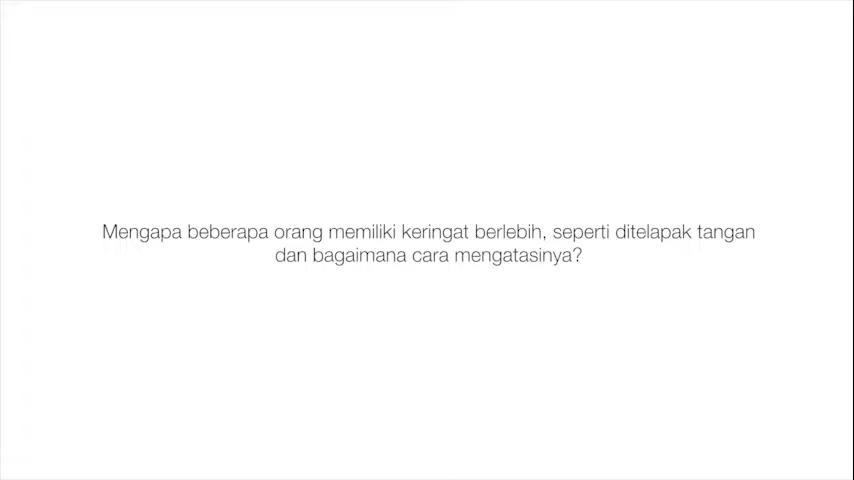 Mengapa beberapa orang memiliki keringat berlebih, seperti ditelapak tangan
dan bagaimana cara mengatasinya?